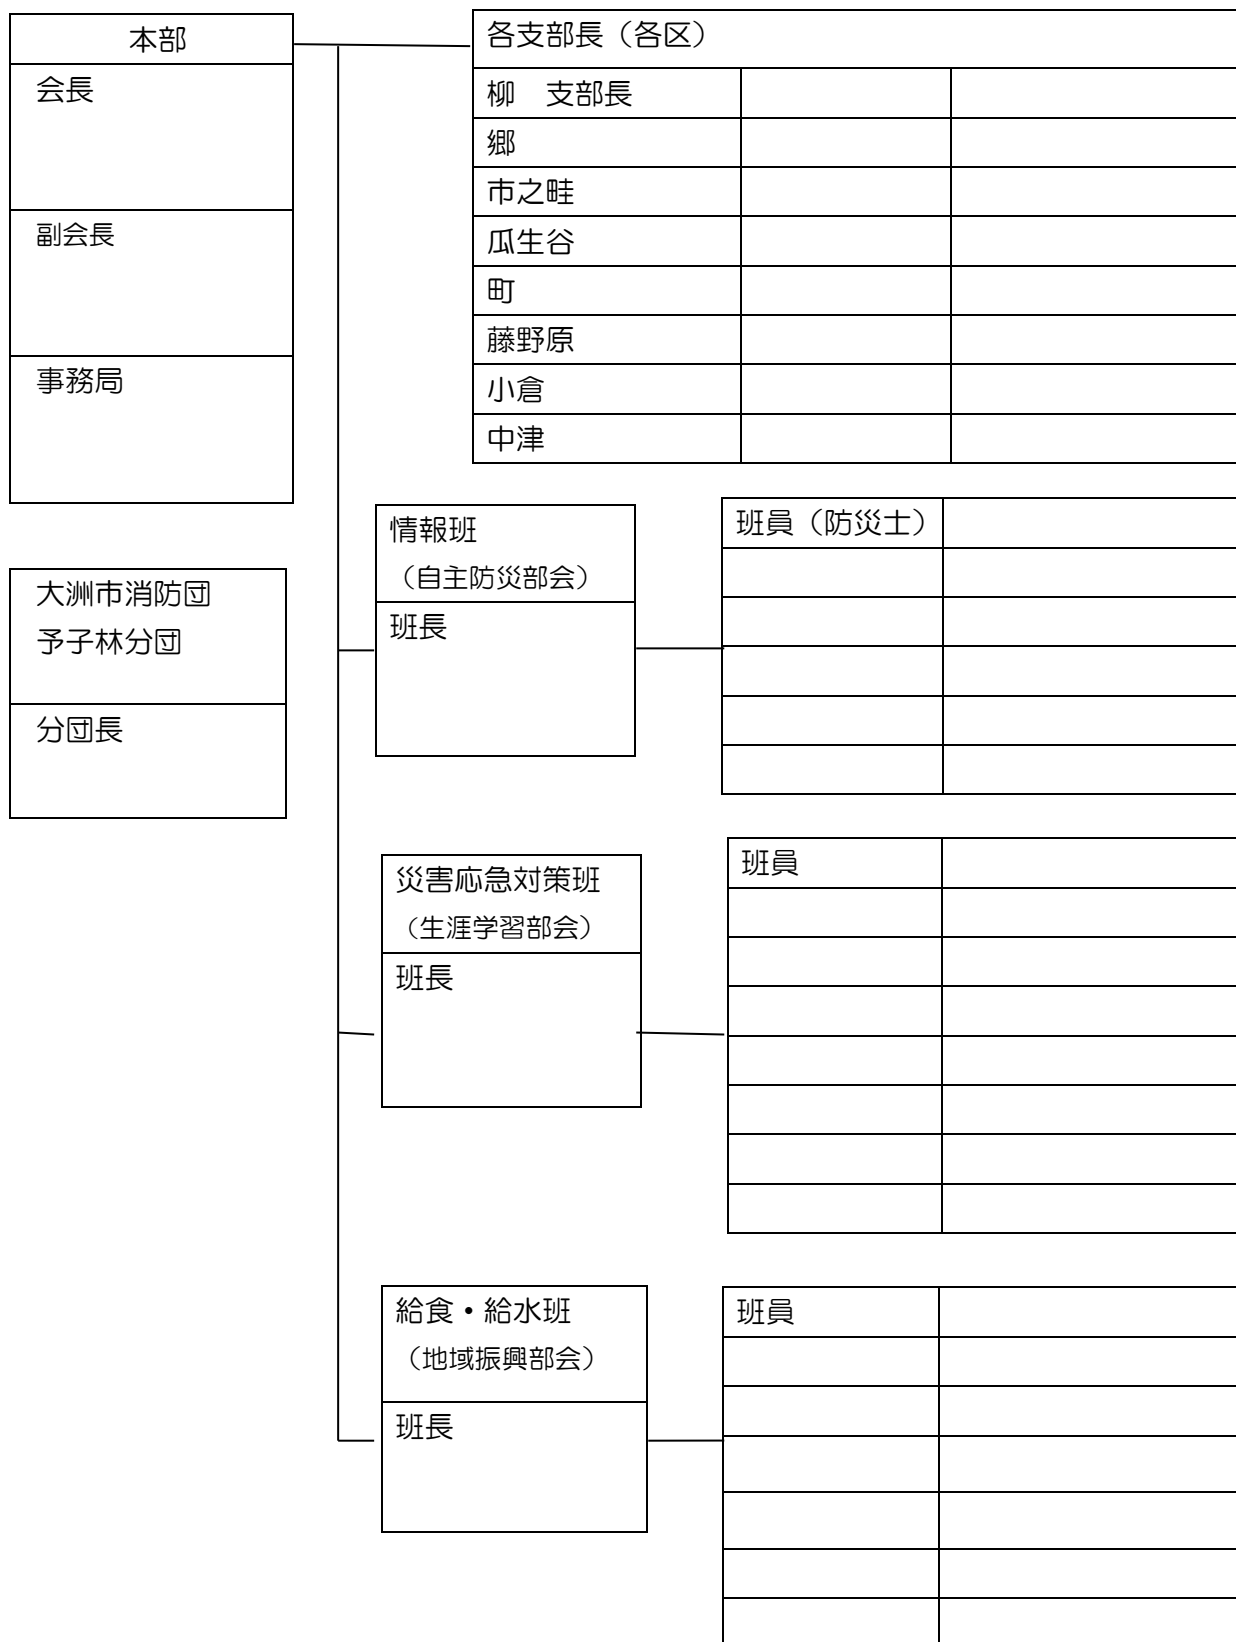 本部
会長
副会長
事務局
大洲市消防団
予子林分団
分団長
各支部長（各区）
柳　支部長
郷
市之畦
瓜生谷
町
藤野原
小倉
中津
情報班
（自主防災部会）
班長
班員（防災士）
災害応急対策班
（生涯学習部会）
班長
班員
給食・給水班
（地域振興部会）
班長
班員